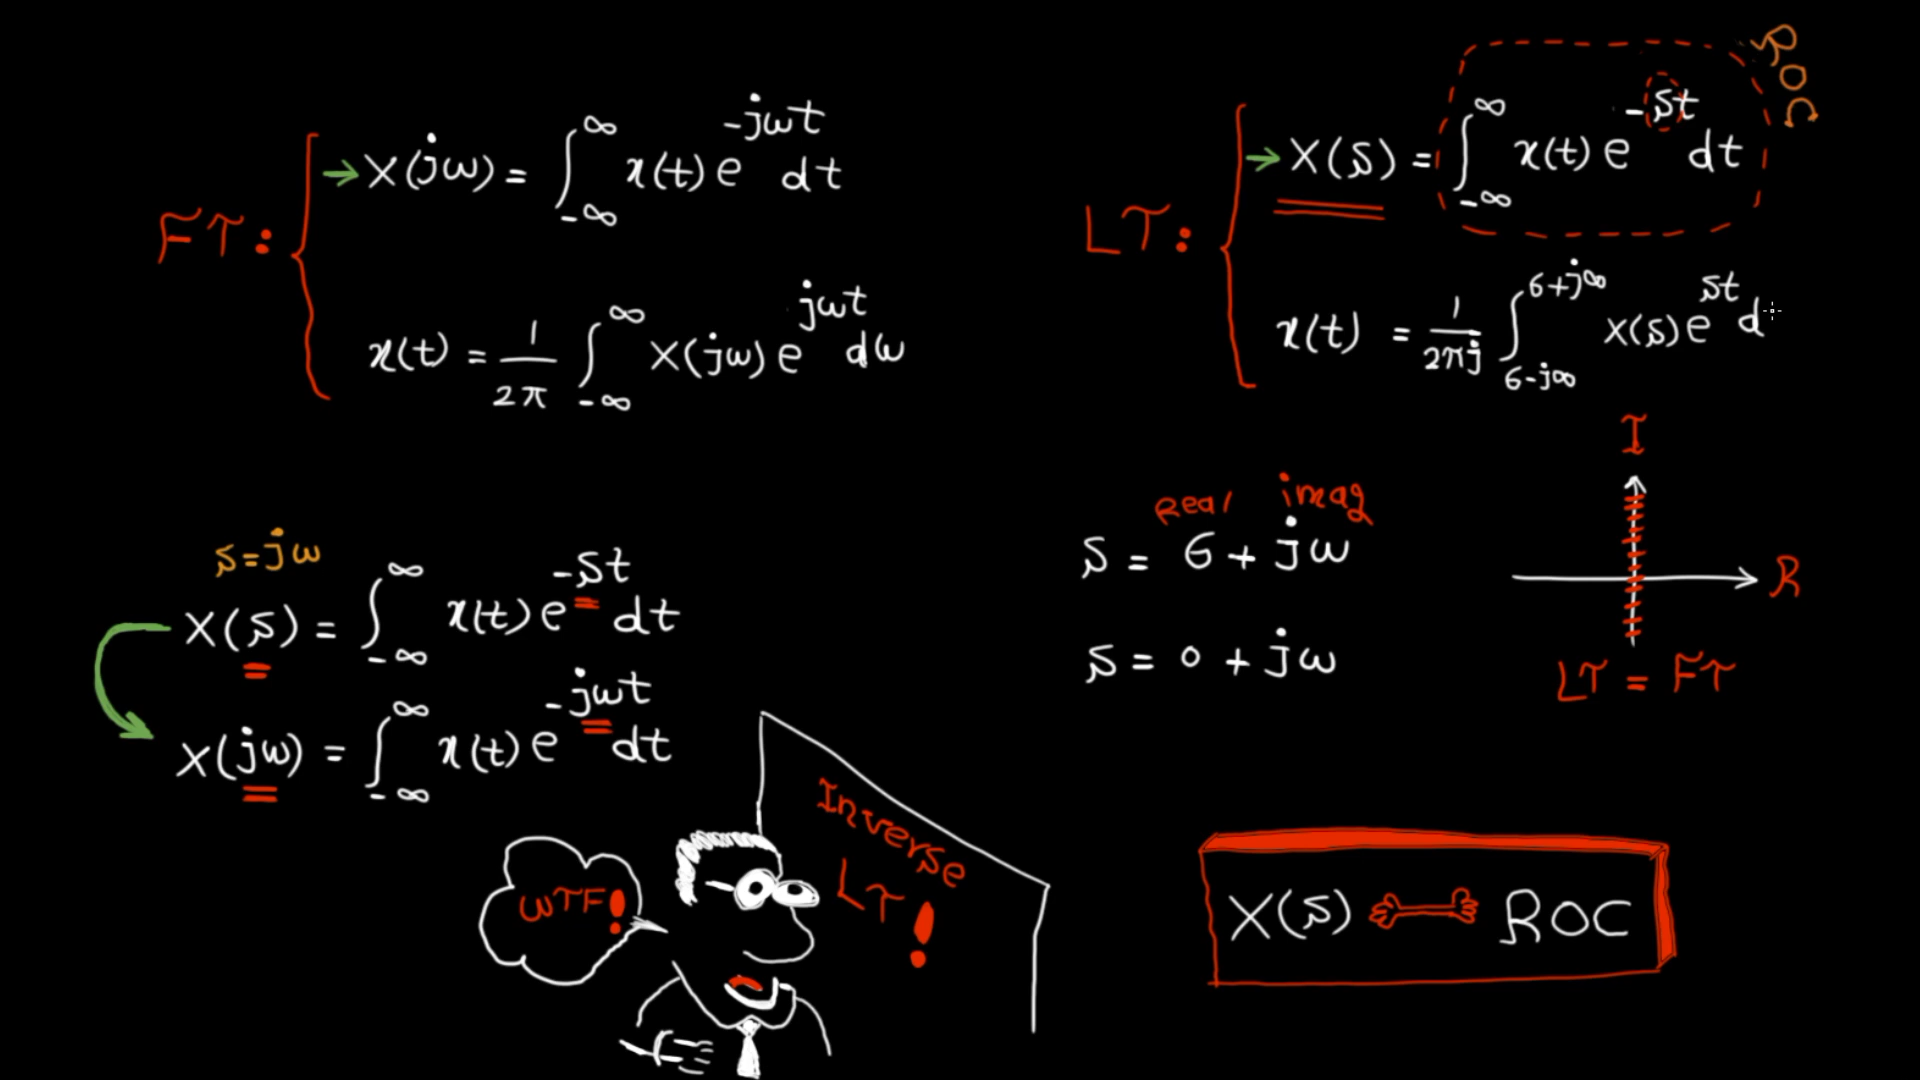 FT:
→ X(jω) = ∫_{-∞}^{∞} x(t) e^{-jωt} dt
x(t) = 1/2π ∫_{-∞}^{∞} X(jω) e^{jωt} dω
ROC
LT:
→ X(s) = ∫_{-∞}^{∞} x(t) e^{-st} dt
x(t) = 1/2πj ∫_{σ-j∞}^{σ+j∞} X(s) e^{st} d
s=jω
X(s) = ∫_{-∞}^{∞} x(t) e^{-st} dt
X(jω) = ∫_{-∞}^{∞} x(t) e^{-jωt} dt
Real imag
s = σ + jω
s = 0 + jω
I
R
LT = FT
WTF!
Inverse
LT!
X(s) ROC